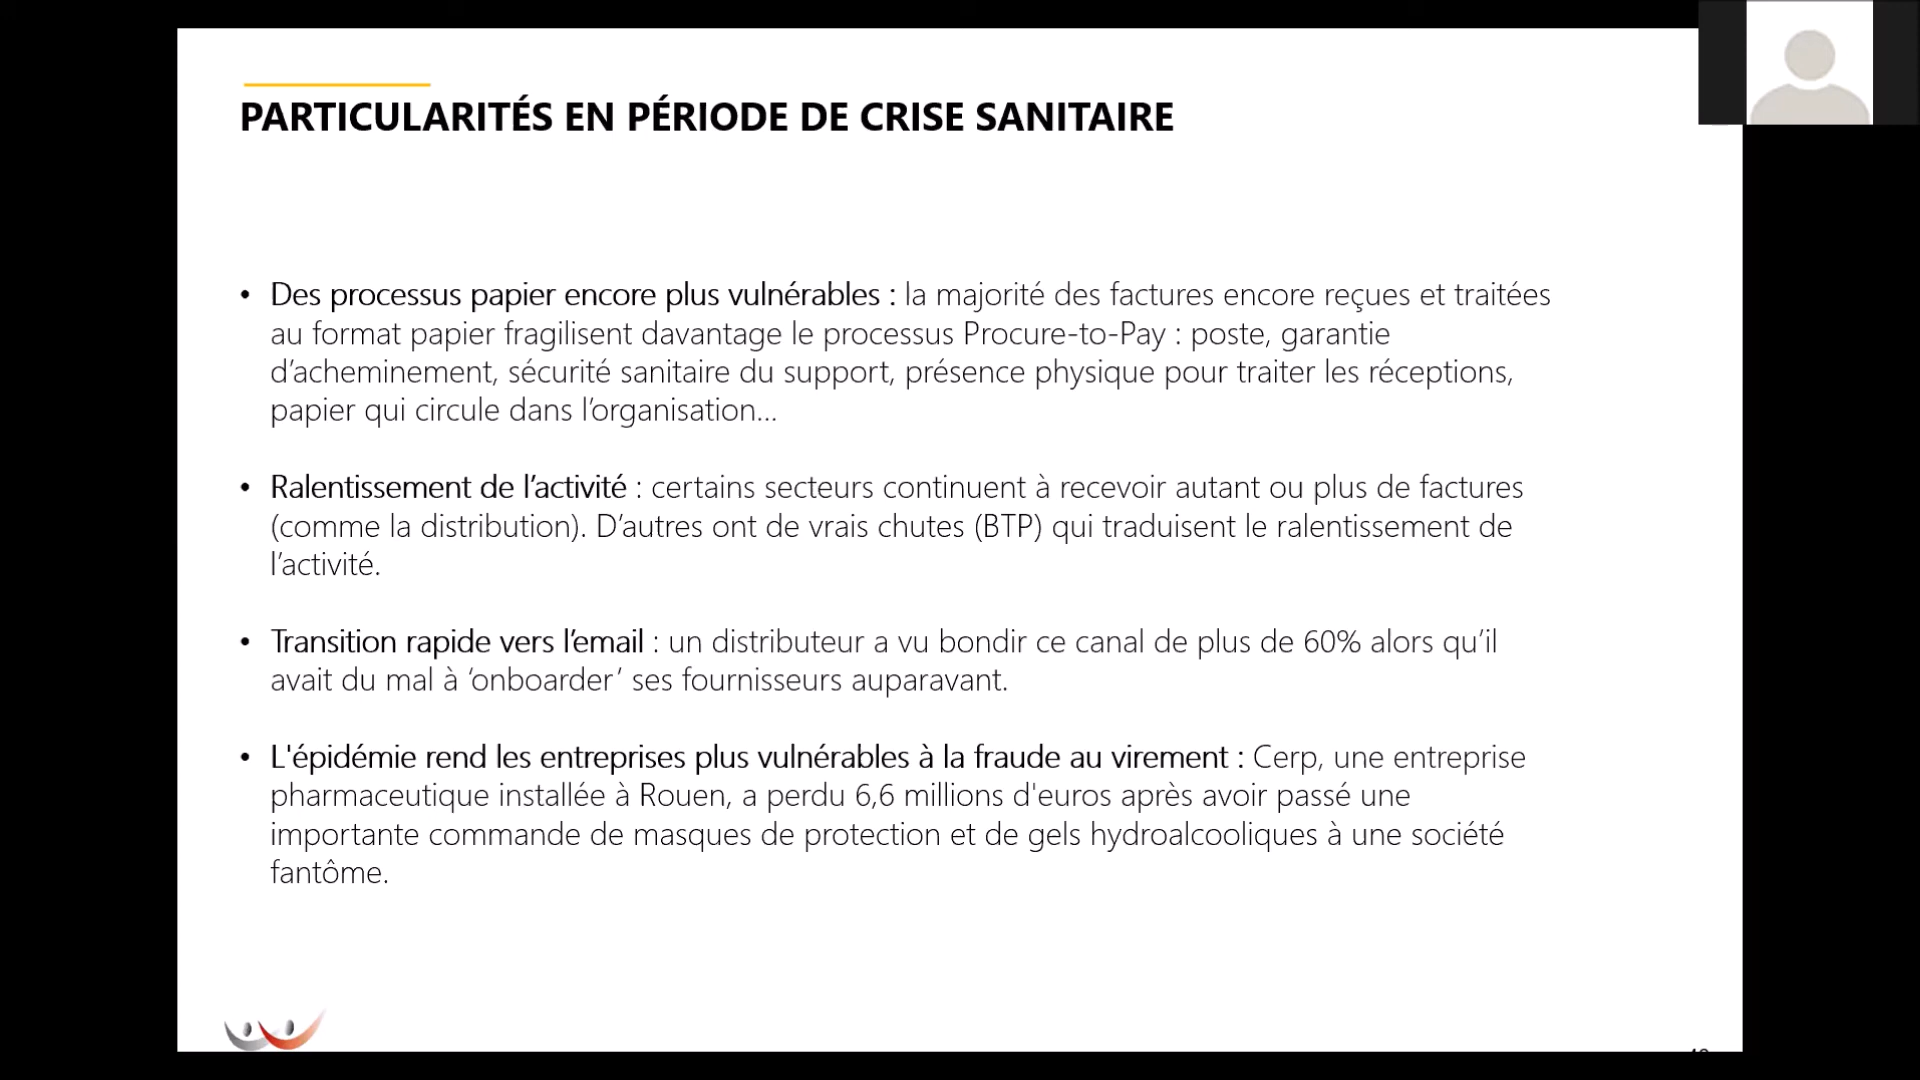 PARTICULARITÉS EN PÉRIODE DE CRISE SANITAIRE
• Des processus papier encore plus vulnérables : la majorité des factures encore reçues et traitées
au format papier fragilisent davantage le processus Procure-to-Pay : poste, garantie
d’acheminement, sécurité sanitaire du support, présence physique pour traiter les réceptions,
papier qui circule dans l’organisation…
• Ralentissement de l’activité : certains secteurs continuent à recevoir autant ou plus de factures
(comme la distribution). D’autres ont de vrais chutes (BTP) qui traduisent le ralentissement de
l’activité.
• Transition rapide vers l’email : un distributeur a vu bondir ce canal de plus de 60% alors qu’il
avait du mal à ‘onboarder’ ses fournisseurs auparavant.
• L'épidémie rend les entreprises plus vulnérables à la fraude au virement : Cerp, une entreprise
pharmaceutique installée à Rouen, a perdu 6,6 millions d'euros après avoir passé une
importante commande de masques de protection et de gels hydroalcooliques à une société
fantôme.